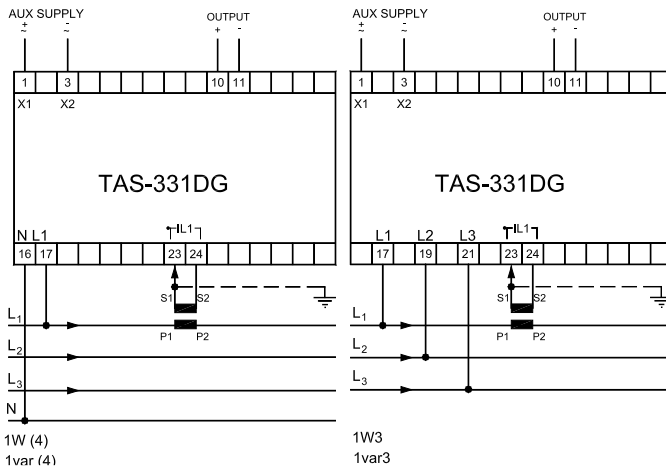 AUX SUPPLY
+
~
-
~
OUTPUT
+ -
1 3 10 11
X1 X2
TAS-331DG
IL1
N L1
16 17 23 24
S1 S2
L1
P1 P2
L2
L3
N
1W (4)
1var (4)
AUX SUPPLY
+
~
-
~
OUTPUT
+ -
1 3 10 11
X1 X2
TAS-331DG
IL1
L1 L2 L3
17 19 21 23 24
S1 S2
L1
P1 P2
L2
L3
1W3
1var3